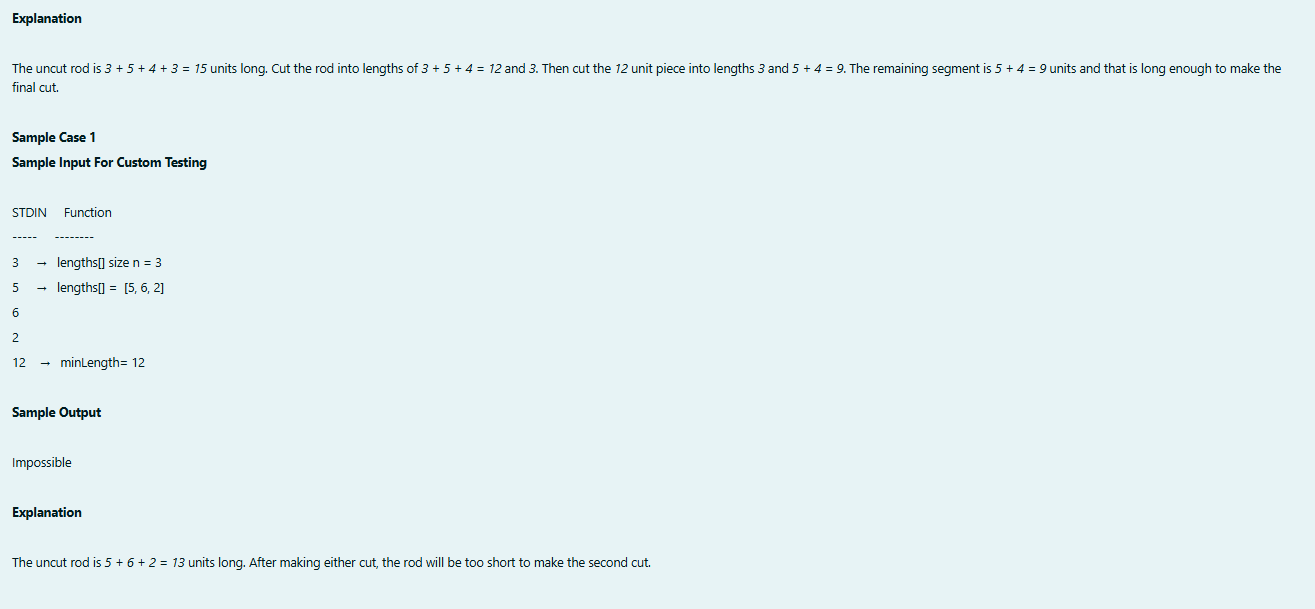 Explanation
The uncut rod is 3 + 5 + 4 + 3 = 15 units long. Cut the rod into lengths of 3 + 5 + 4 = 12 and 3. Then cut the 12 unit piece into lengths 3 and 5 + 4 = 9. The remaining segment is 5 + 4 = 9 units and that is long enough to make the
final cut.
Sample Case 1
Sample Input For Custom Testing
STDIN    Function
-----    --------
3    →  lengths[] size n = 3
5    →  lengths[] =  [5, 6, 2]
6
2
12   →  minLength= 12
Sample Output
Impossible
Explanation
The uncut rod is 5 + 6 + 2 = 13 units long. After making either cut, the rod will be too short to make the second cut.